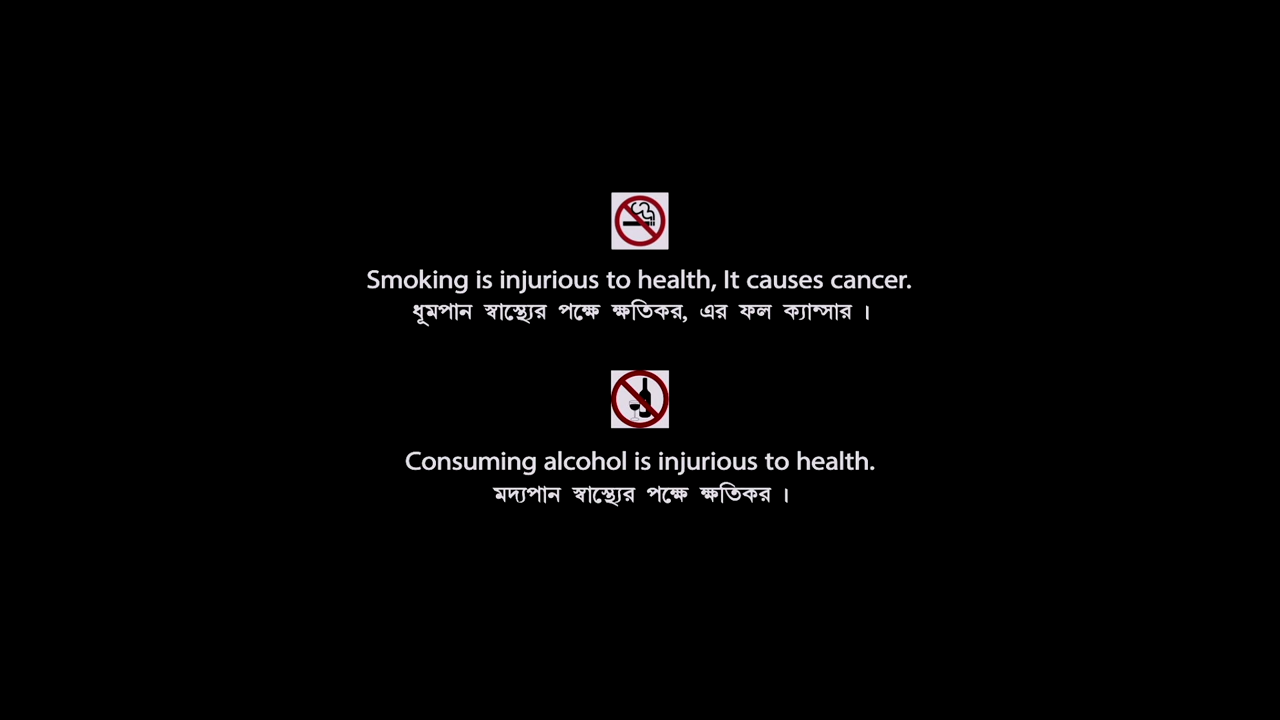 Smoking is injurious to health, It causes cancer.
ধূমপান স্বাস্থ্যের পক্ষে ক্ষতিকর, এর ফল ক্যান্সার ।
Consuming alcohol is injurious to health.
মদ্যপান স্বাস্থ্যের পক্ষে ক্ষতিকর ।